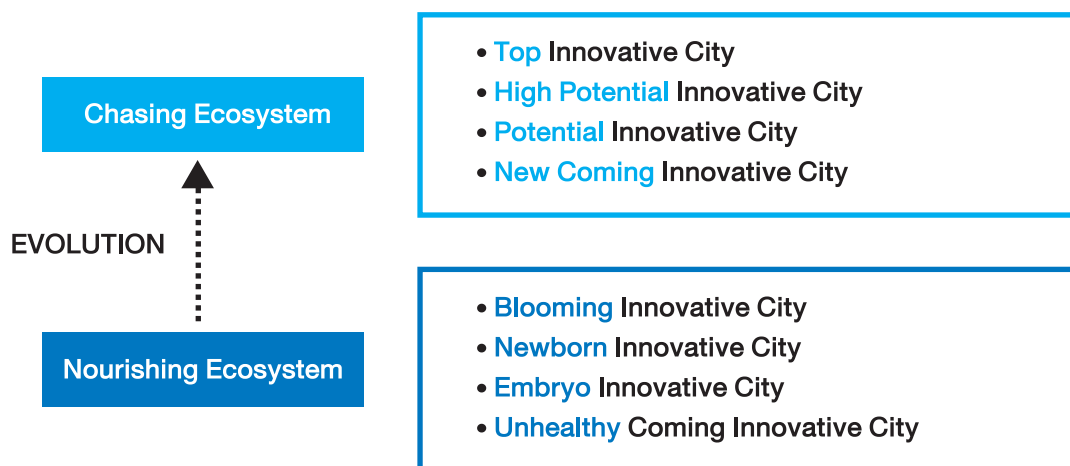 Chasing Ecosystem
• Top Innovative City
• High Potential Innovative City
• Potential Innovative City
• New Coming Innovative City
EVOLUTION
Nourishing Ecosystem
• Blooming Innovative City
• Newborn Innovative City
• Embryo Innovative City
• Unhealthy Coming Innovative City